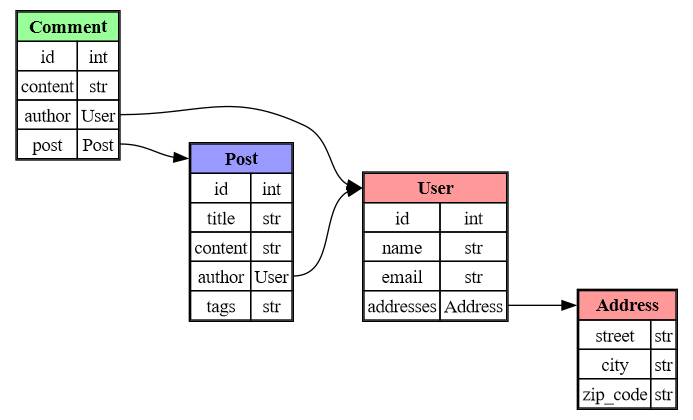 Comment
id int
content str
author User
post Post
Post
id int
title str
content str
author User
tags str
User
id int
name str
email str
addresses Address
Address
street str
city str
zip_code str